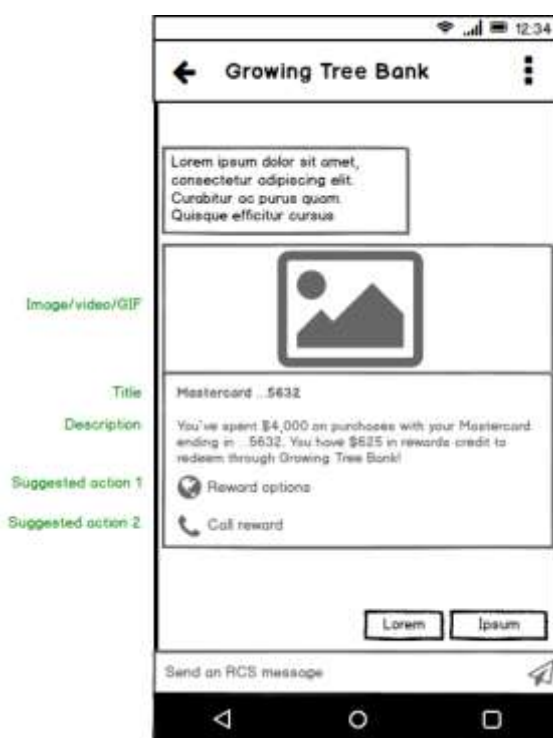 12:34
Growing Tree Bank
Lorem ipsum dolor sit amet,
consectetur adipiscing elit.
Curabitur ac purus quam.
Quisque efficitur cursus
Image/video/GIF
Title
Mastercard ...5632
Description
You've spent $4,000 on purchases with your Mastercard
ending in ...5632. You have $625 in rewards credit to
redeem through Growing Tree Bank!
Suggested action 1
Reward options
Suggested action 2
Call reward
Lorem
Ipsum
Send an RCS message